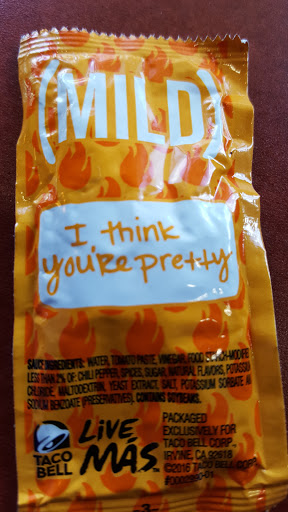 (MILD)
I think
you're pretty
SAUCE INGREDIENTS: WATER, TOMATO PASTE, VINEGAR, FOOD STARCH-MODIFIED,
LESS THAN 2% OF: CHILI PEPPER, SPICES, SUGAR, NATURAL FLAVORS, POTASSIUM
CHLORIDE, MALTODEXTRIN, YEAST EXTRACT, SALT, POTASSIUM SORBATE AND
SODIUM BENZOATE (PRESERVATIVES). CONTAINS
TACO
BELL
LIVE
MÁS™
PACKAGED
EXCLUSIVELY FOR
TACO BELL CORP.
IRVINE, CA 92618
©2016 TACO BELL CORP.